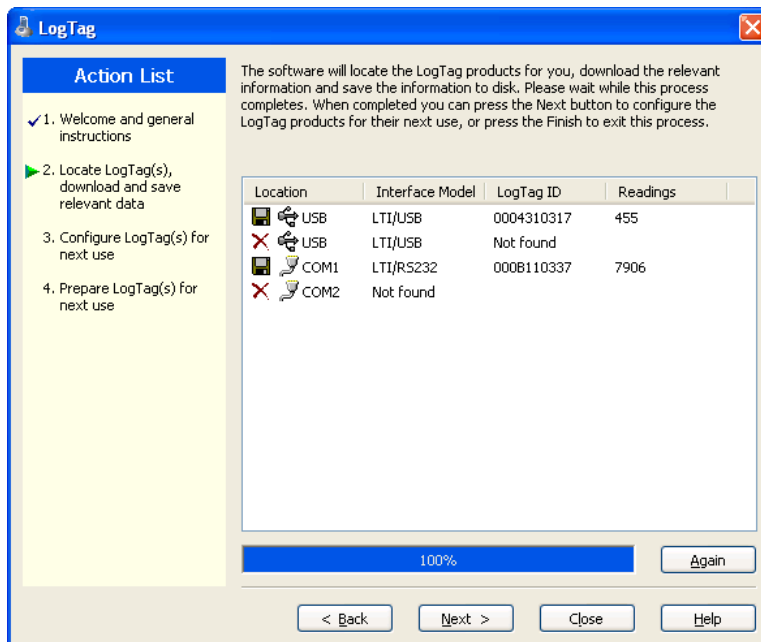 LogTag
Action List
1. Welcome and general
instructions
2. Locate LogTag(s),
download and save
relevant data
3. Configure LogTag(s) for
next use
4. Prepare LogTag(s) for
next use
The software will locate the LogTag products for you, download the relevant
information and save the information to disk. Please wait while this process
completes. When completed you can press the Next button to configure the
LogTag products for their next use, or press the Finish to exit this process.
Location Interface Model LogTag ID Readings
USB LTI/USB 0004310317 455
USB LTI/USB Not found
COM1 LTI/RS232 000B110337 7906
COM2 Not found
100% Again
< Back Next > Close Help